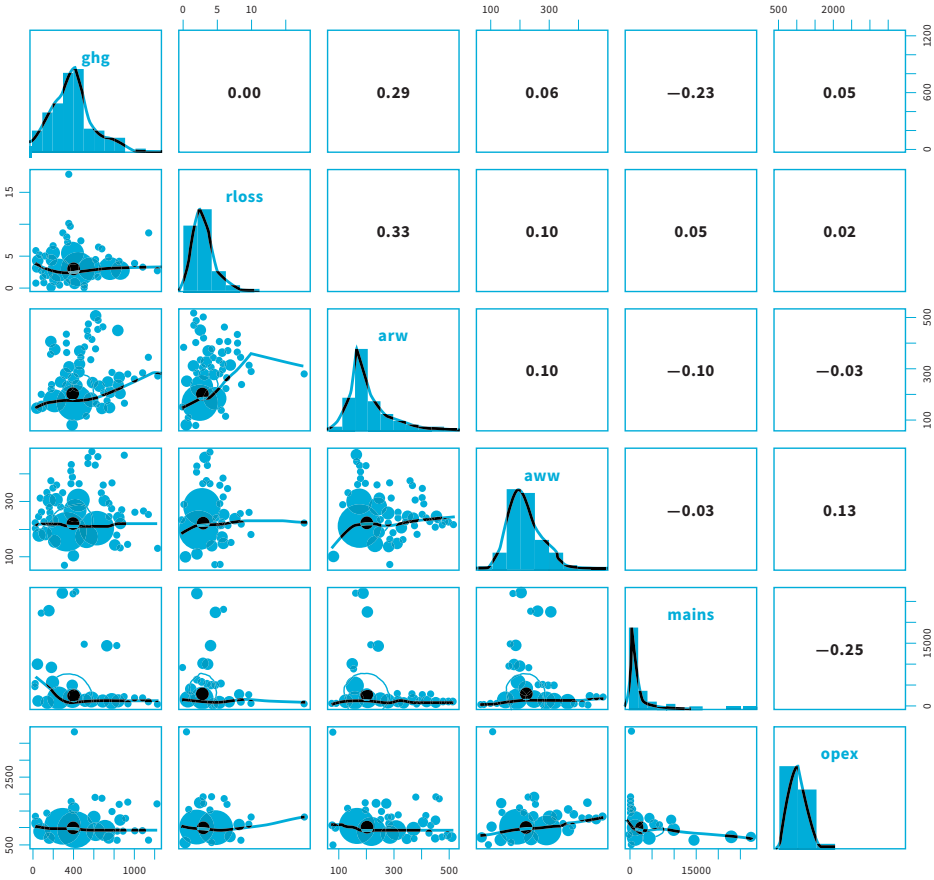 0 5 10 100 300 500 2000
ghg 0.00 0.29 0.06 —0.23 0.05 0 600 1200
0 5 15 rloss 0.33 0.10 0.05 0.02
arw 0.10 —0.10 —0.03 100 300 500
100 300 aww —0.03 0.13
mains —0.25 0 15000
500 2500 opex
0 400 1000 100 300 500 0 15000